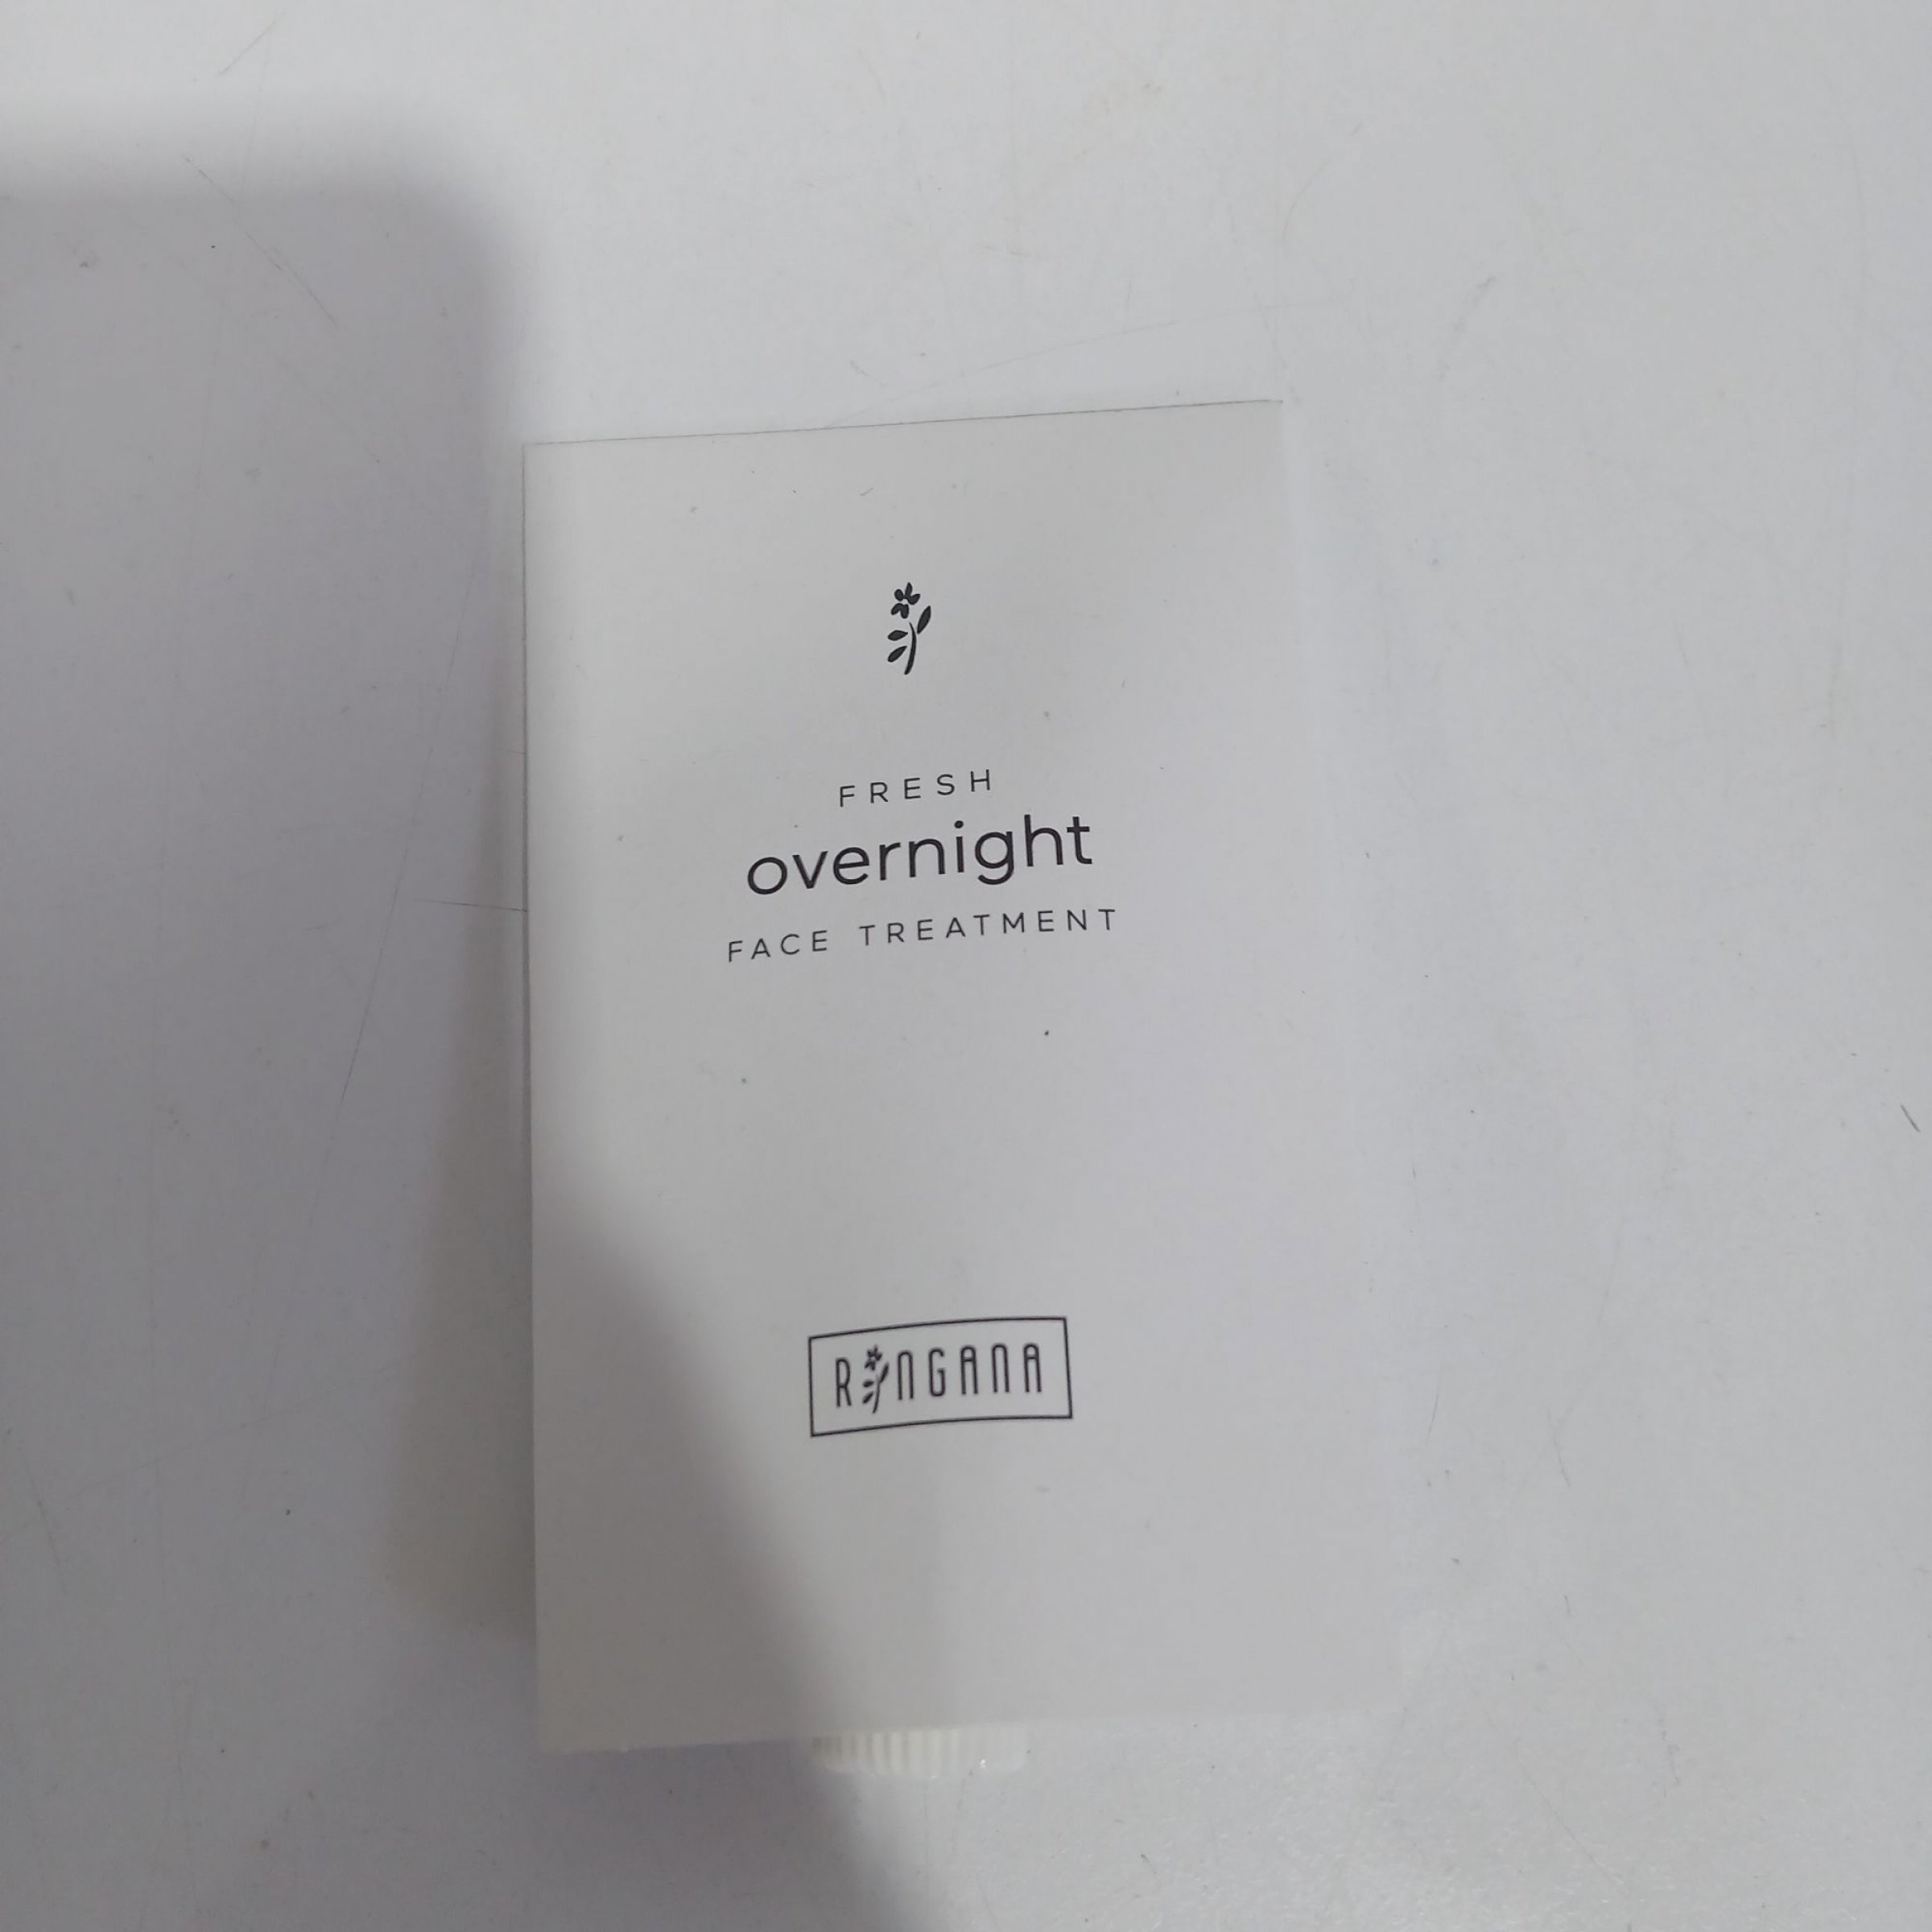 FRESH
overnight
FACE TREATMENT
RINGANA